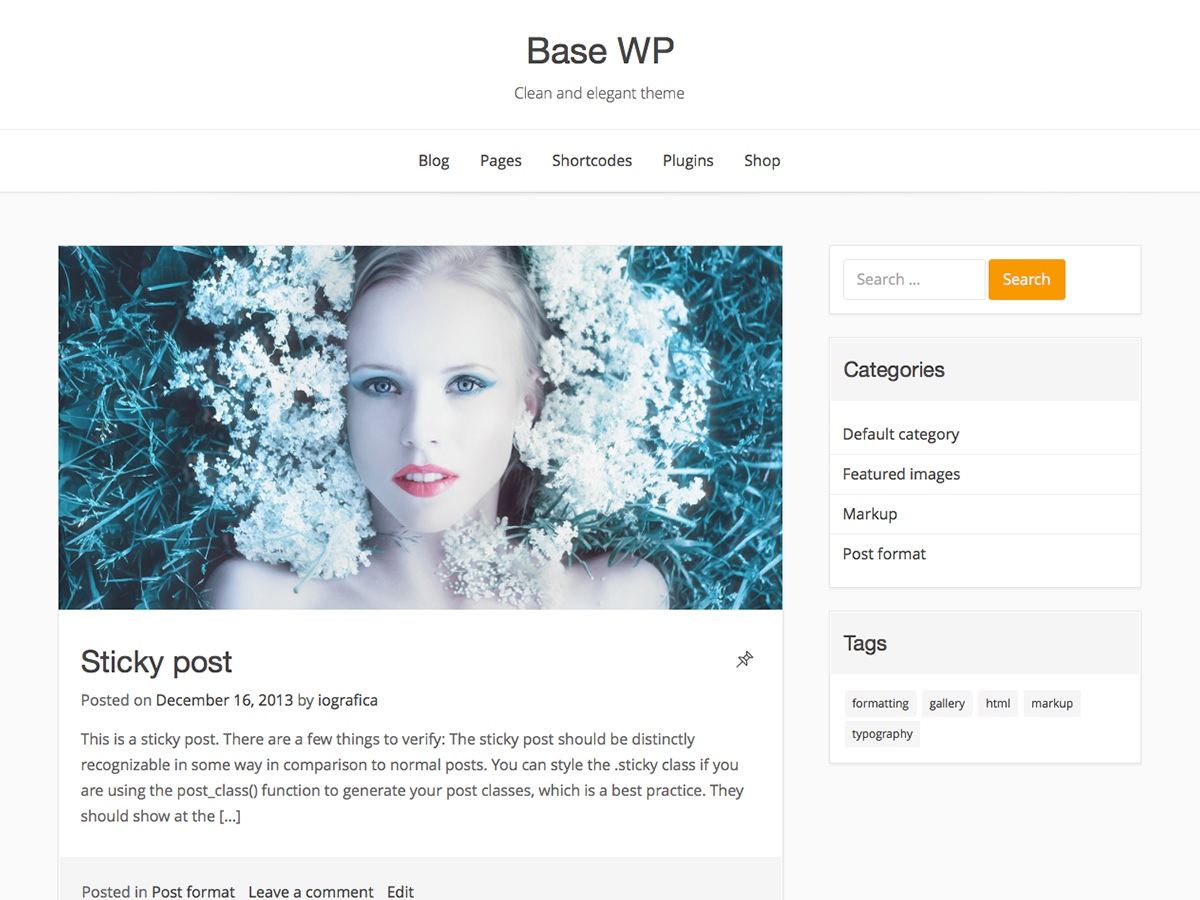 Base WP
Clean and elegant theme
Blog Pages Shortcodes Plugins Shop
Search ... Search
Categories
Default category
Featured images
Markup
Post format
Tags
formatting gallery html markup
typography
Sticky post
Posted on December 16, 2013 by iografica
This is a sticky post. There are a few things to verify: The sticky post should be distinctly
recognizable in some way in comparison to normal posts. You can style the .sticky class if you
are using the post_class() function to generate your post classes, which is a best practice. They
should show at the [...]
Posted in Post format Leave a comment Edit